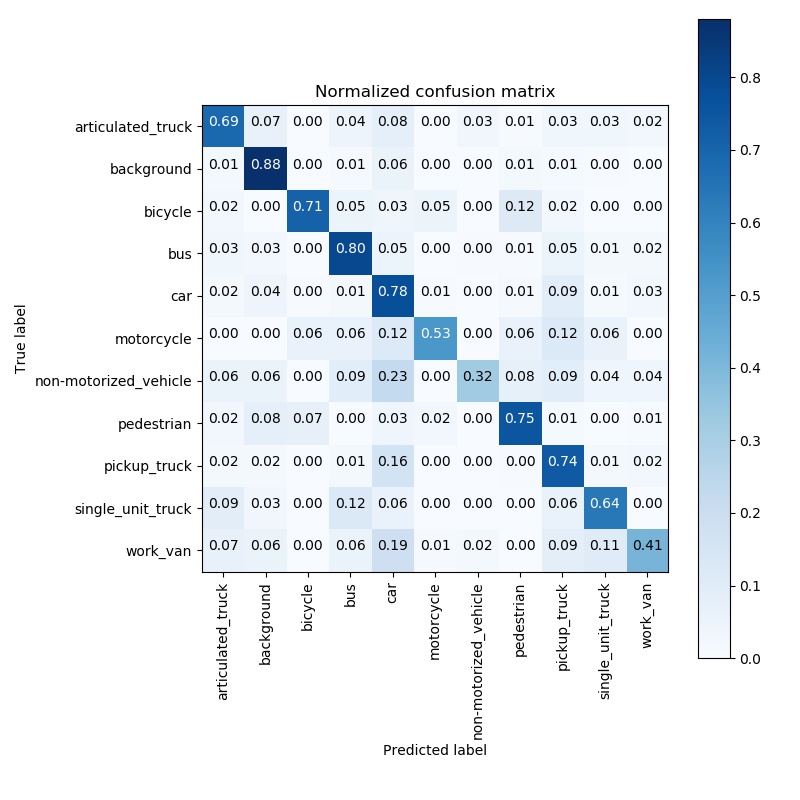 Normalized confusion matrix
True label
articulated_truck 0.69 0.07 0.00 0.04 0.08 0.00 0.03 0.01 0.03 0.03 0.02
background 0.01 0.88 0.00 0.01 0.06 0.00 0.00 0.01 0.01 0.00 0.00
bicycle 0.02 0.00 0.71 0.05 0.03 0.05 0.00 0.12 0.02 0.00 0.00
bus 0.03 0.03 0.00 0.80 0.05 0.00 0.00 0.01 0.05 0.01 0.02
car 0.02 0.04 0.00 0.01 0.78 0.01 0.00 0.01 0.09 0.01 0.03
motorcycle 0.00 0.00 0.06 0.06 0.12 0.53 0.00 0.06 0.12 0.06 0.00
non-motorized_vehicle 0.06 0.06 0.00 0.09 0.23 0.00 0.32 0.08 0.09 0.04 0.04
pedestrian 0.02 0.08 0.07 0.00 0.03 0.02 0.00 0.75 0.01 0.00 0.01
pickup_truck 0.02 0.02 0.00 0.01 0.16 0.00 0.00 0.00 0.74 0.01 0.02
single_unit_truck 0.09 0.03 0.00 0.12 0.06 0.00 0.00 0.00 0.06 0.64 0.00
work_van 0.07 0.06 0.00 0.06 0.19 0.01 0.02 0.00 0.09 0.11 0.41
articulated_truck
background
bicycle
bus
car
motorcycle
non-motorized_vehicle
pedestrian
pickup_truck
single_unit_truck
work_van
Predicted label
0.8
0.7
0.6
0.5
0.4
0.3
0.2
0.1
0.0